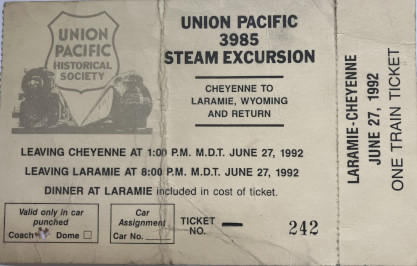 UNION
PACIFIC
HISTORICAL
SOCIETY
UNION PACIFIC
3985
STEAM EXCURSION
CHEYENNE TO
LARAMIE, WYOMING
AND RETURN
LEAVING CHEYENNE AT 1:00 P.M. M.D.T. JUNE 27, 1992
LEAVING LARAMIE AT 8:00 P.M. M.D.T. JUNE 27, 1992
DINNER AT LARAMIE included in cost of ticket.
Valid only in car
punched
Coach Dome
Car
Assignment
Car No.
TICKET
NO.
242
LARAMIE-CHEYENNE
JUNE 27, 1992
ONE TRAIN TICKET